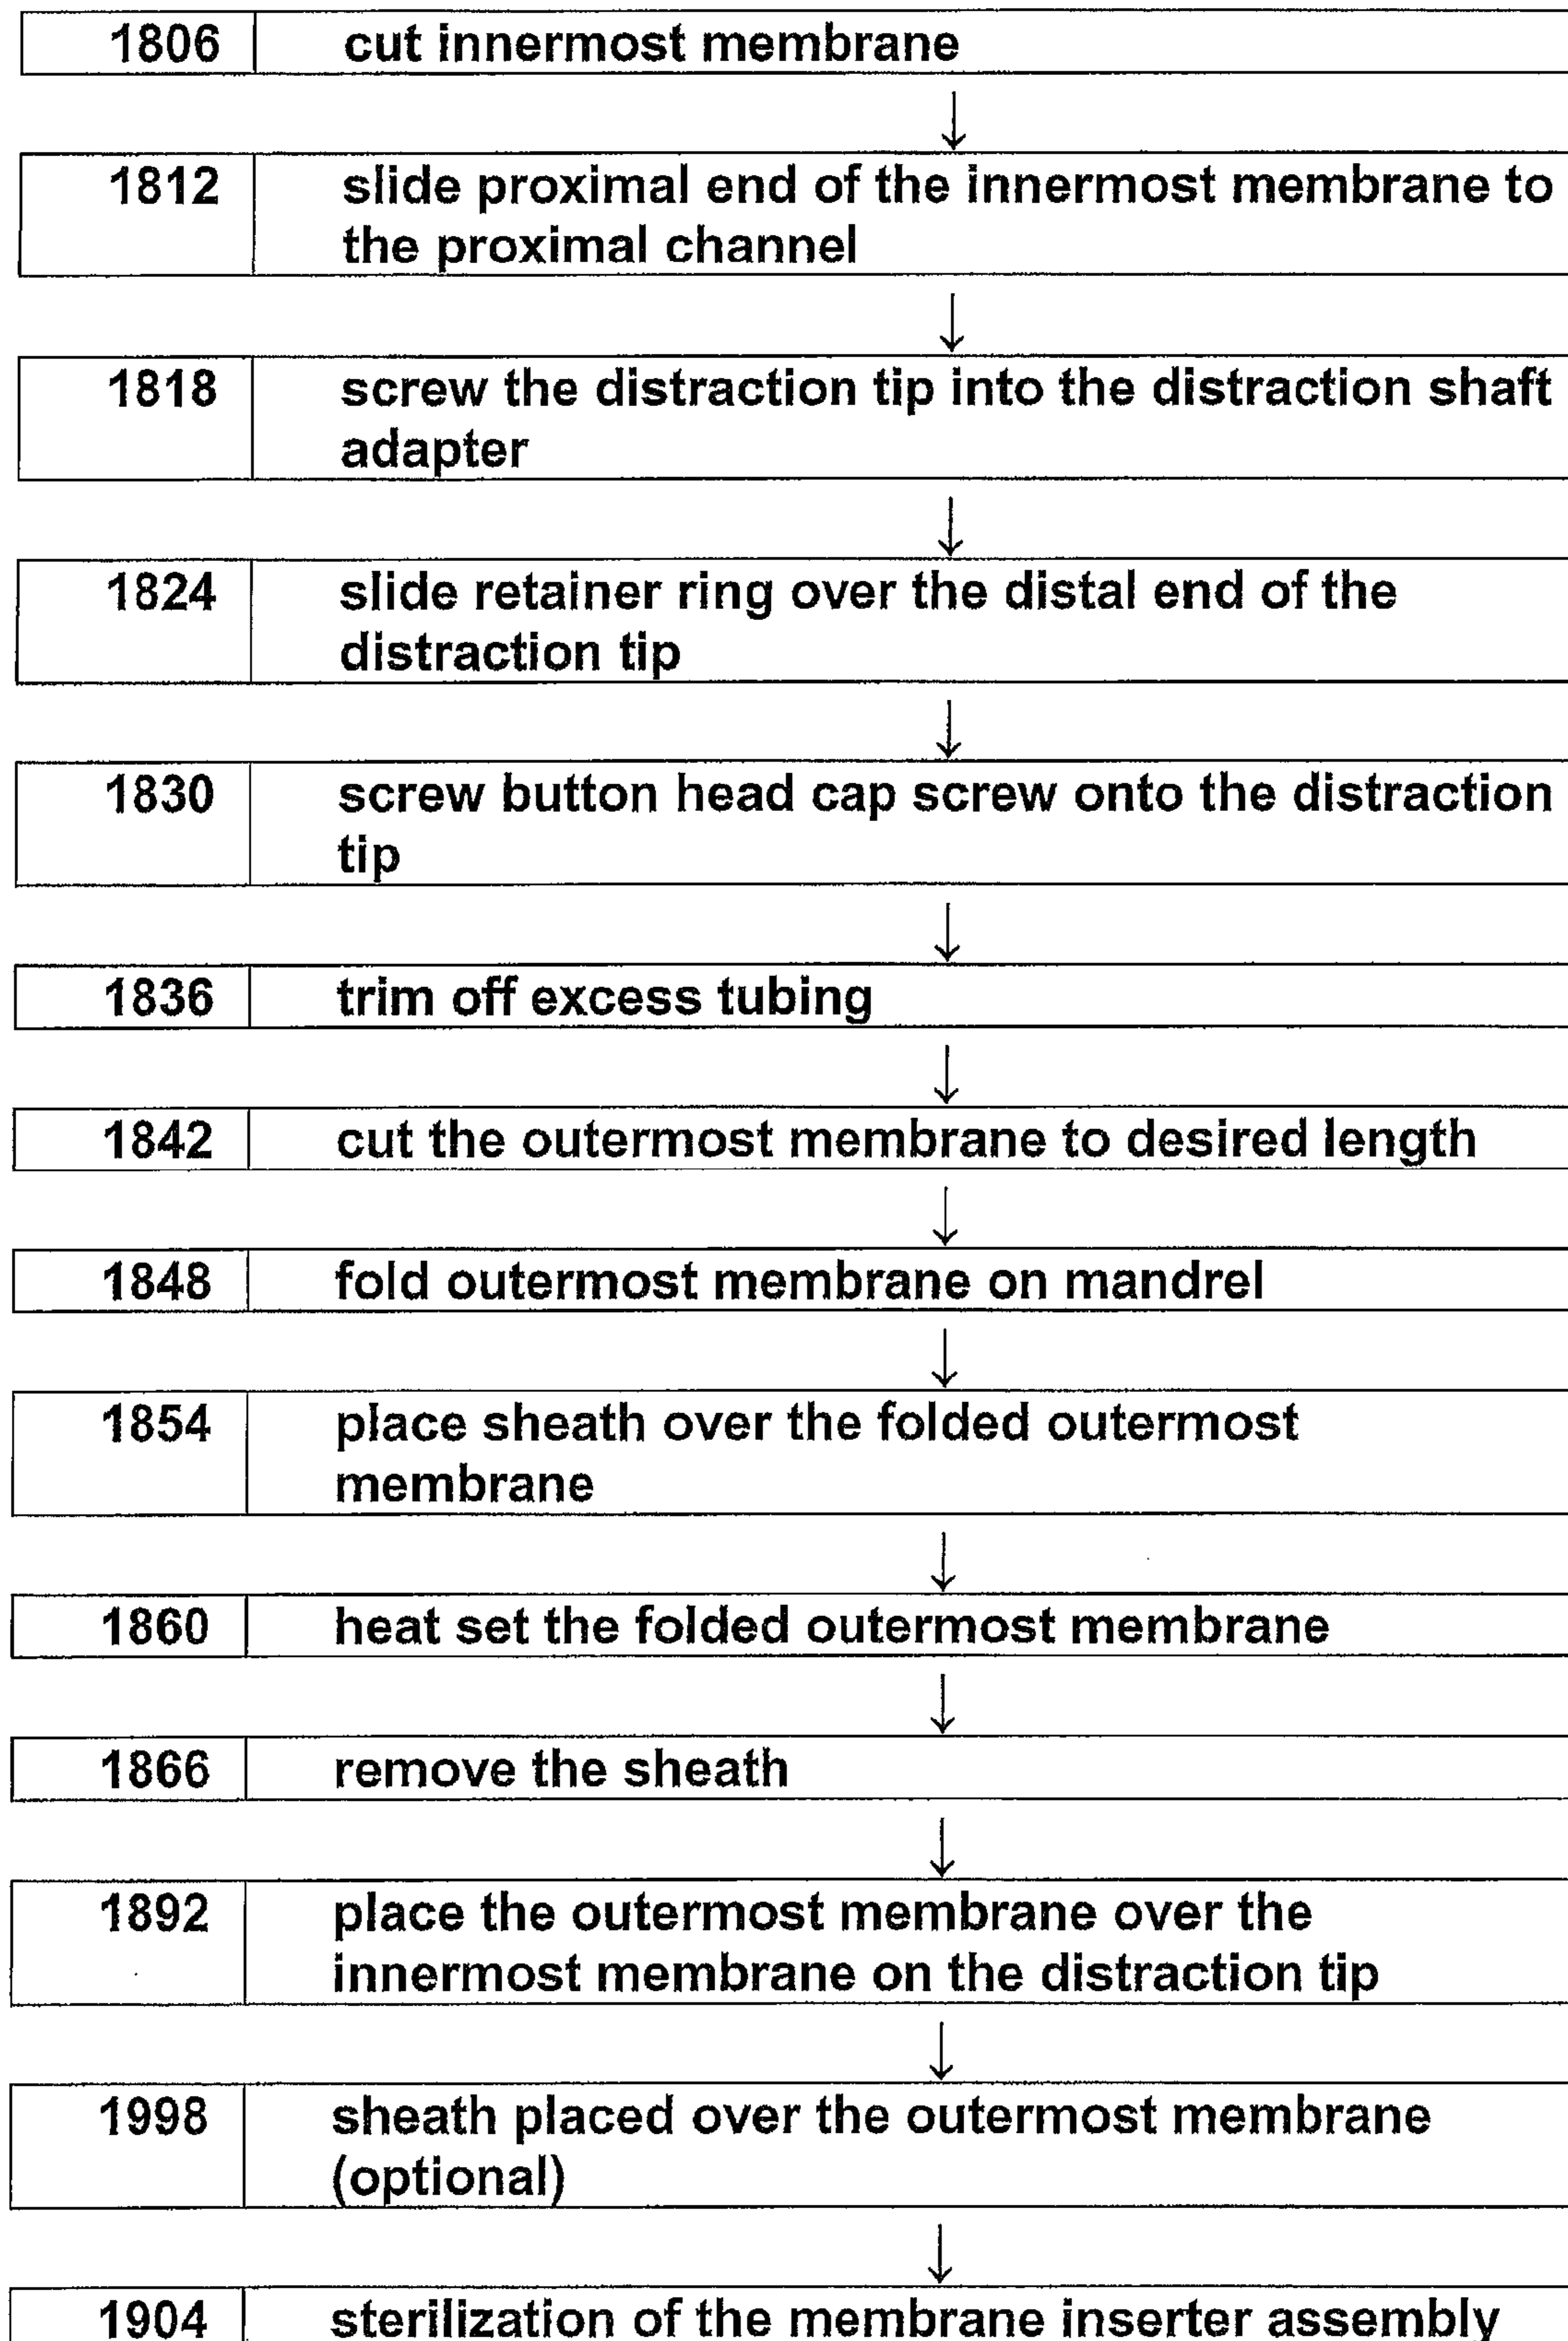 1806 cut innermost membrane
1812 slide proximal end of the innermost membrane to
the proximal channel
1818 screw the distraction tip into the distraction shaft
adapter
1824 slide retainer ring over the distal end of the
distraction tip
1830 screw button head cap screw onto the distraction
tip
1836 trim off excess tubing
1842 cut the outermost membrane to desired length
1848 fold outermost membrane on mandrel
1854 place sheath over the folded outermost
membrane
1860 heat set the folded outermost membrane
1866 remove the sheath
1892 place the outermost membrane over the
innermost membrane on the distraction tip
1998 sheath placed over the outermost membrane
(optional)
1904 sterilization of the membrane inserter assembly